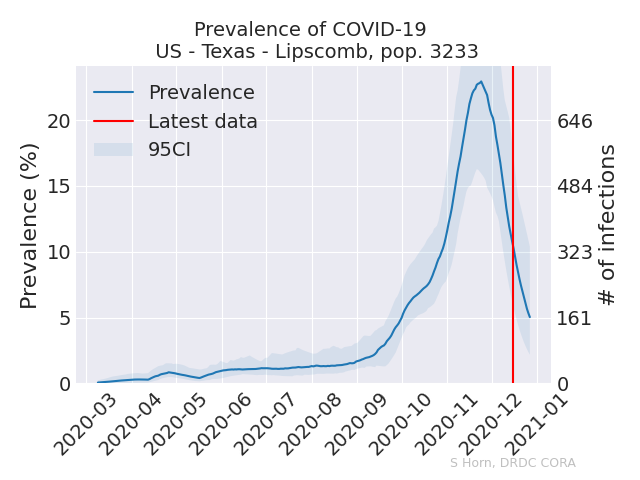 Prevalence of COVID-19
US - Texas - Lipscomb, pop. 3233
Prevalence
Latest data
95CI
Prevalence (%)
20
15
10
5
0
646
484
323
161
0
# of infections
2020-03
2020-04
2020-05
2020-06
2020-07
2020-08
2020-09
2020-10
2020-11
2020-12
2021-01
S Horn, DRDC CORA